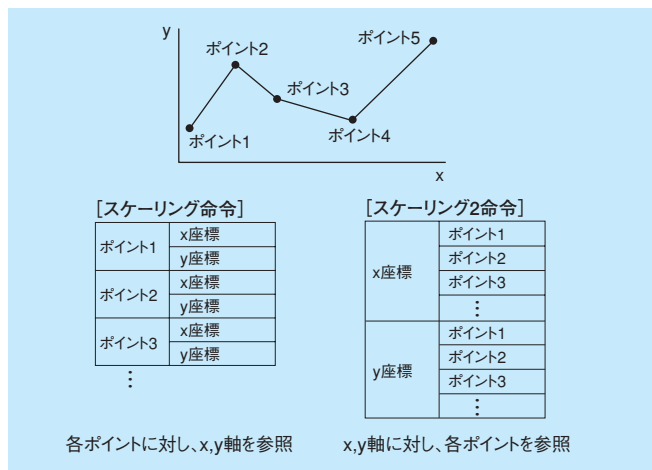 y
ポイント5
ポイント2
ポイント3
ポイント1
ポイント4
x
[スケーリング命令]
ポイント1
x座標
y座標
ポイント2
x座標
y座標
ポイント3
x座標
y座標
⋮
各ポイントに対し、x,y軸を参照
[スケーリング2命令]
x座標
ポイント1
ポイント2
ポイント3
⋮
y座標
ポイント1
ポイント2
ポイント3
⋮
x,y軸に対し、各ポイントを参照